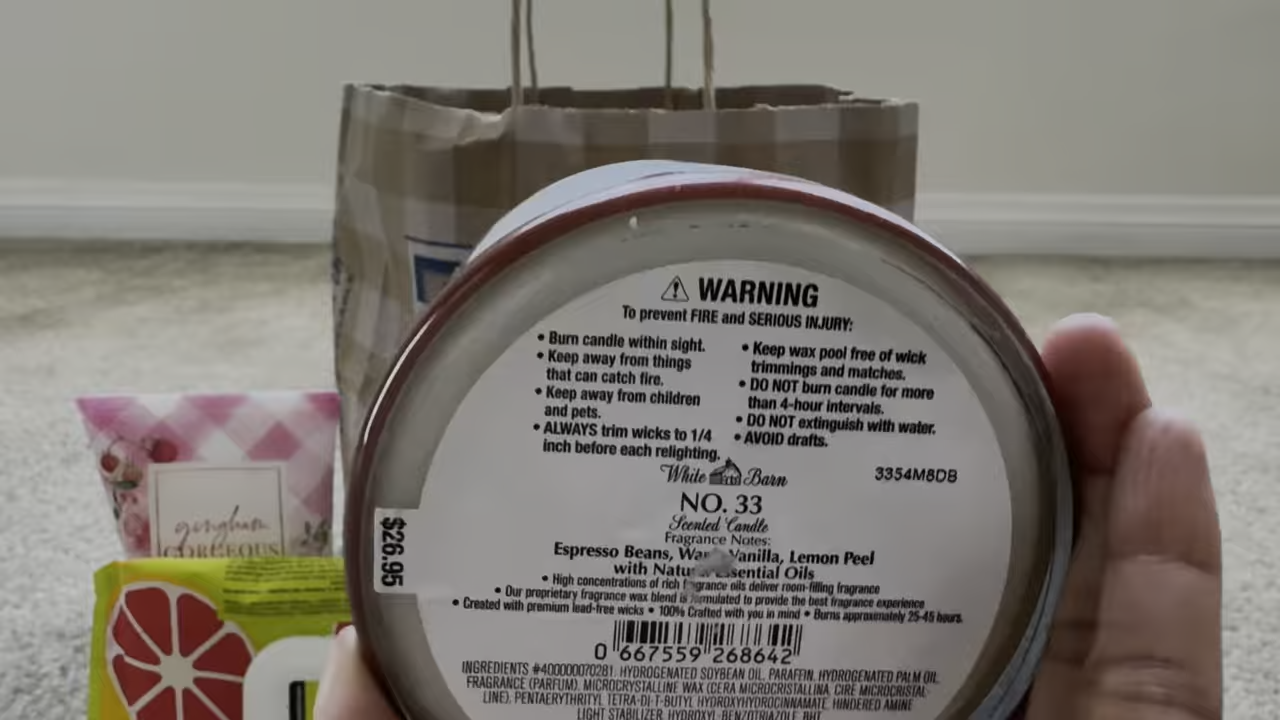 WARNING
To prevent FIRE and SERIOUS INJURY:
• Burn candle within sight.
• Keep away from things
that can catch fire.
• Keep away from children
and pets.
• ALWAYS trim wicks to 1/4
inch before each relighting.
• Keep wax pool free of wick
trimmings and matches.
• DO NOT burn candle for more
than 4-hour intervals.
• DO NOT extinguish with water.
• AVOID drafts.
White Barn
3354M8DB
NO. 33
Scented Candle
Fragrance Notes:
Espresso Beans, Vanilla, Lemon Peel
with Essential Oils
• High concentrations of rich fragrance oils deliver room-filling fragrance
• Our proprietary fragrance wax blend is formulated to provide the best fragrance experience
• Created with premium lead-free wicks • 100% Crafted with you in mind • Burns approximately 25-45 hours.
0 667559 268642
INGREDIENTS #400000070281. HYDROGENATED SOYBEAN OIL, PARAFFIN, HYDROGENATED PALM OIL,
FRAGRANCE (PARFUM), MICROCRYSTALLINE WAX (CERA MICROCRISTALLINA, CIRE MICROCRISTAL-
LINE), PENTAERYTHRITYL TETRA-DI-T-BUTYL HYDROXYHYDROCINNAMATE, HINDERED AMINE
LIGHT STABILIZER, HYDROXYL-BENZOTRIAZOLE, BHT
$26.95
gingham
GORGEOUS